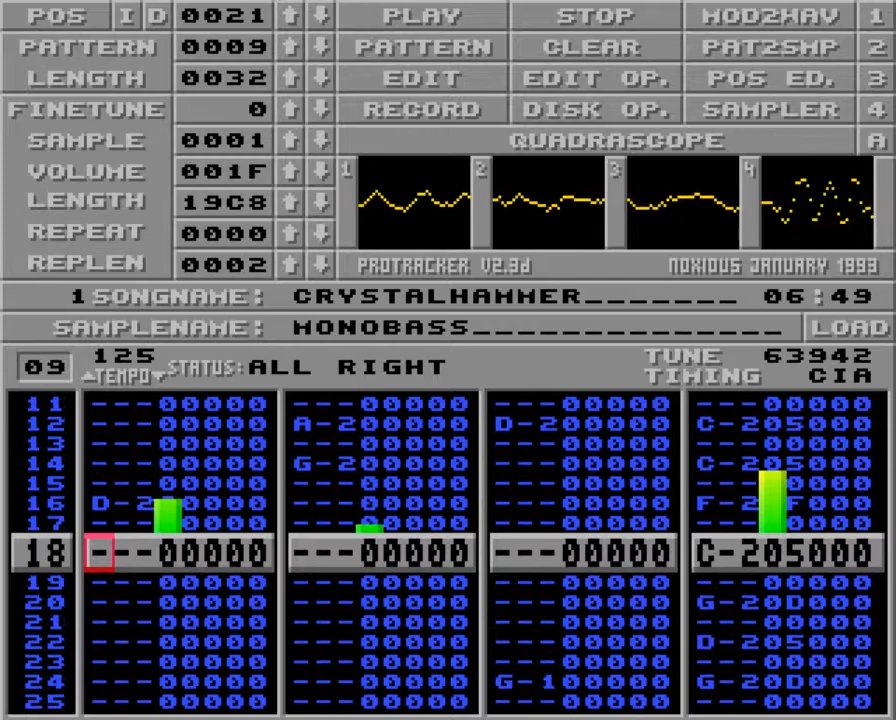 POS I D 0021 PLAY STOP MOD2WAV 1
PATTERN 0009 PATTERN CLEAR PAT2SMP 2
LENGTH 0032 EDIT EDIT OP. POS ED. 3
FINETUNE 0 RECORD DISK OP. SAMPLER 4
SAMPLE 0001 QUADRASCOPE A
VOLUME 001F 1 2 3 4
LENGTH 19C8
REPEAT 0000
REPLEN 0002 PROTRACKER V2.3d NOXIOUS JANUARY 1993
1 SONGNAME: CRYSTALHAMMER_______ 06:49
SAMPLENAME: MONOBASS______________ LOAD
09 125 TEMPO STATUS: ALL RIGHT TUNE 63942
TIMING CIA
11 ---00000 ---00000 ---00000 ---00000
12 ---00000 A-200000 D-200000 C-205000
13 ---00000 ---00000 ---00000 ---00000
14 ---00000 G-200000 ---00000 C-205000
15 ---00000 ---00000 ---00000 ---00000
16 D-2 0000 ---00000 ---00000 F-2
17 ---00000 ---00000 ---00000 ---00000
18 ---00000 ---00000 ---00000 C-205000
19 ---00000 ---00000 ---00000 ---00000
20 ---00000 ---00000 ---00000 G-20D000
21 ---00000 ---00000 ---00000 ---00000
22 ---00000 ---00000 ---00000 D-205000
23 ---00000 ---00000 ---00000 ---00000
24 ---00000 ---00000 G-100000 G-20D000
25 ---00000 ---00000 ---00000 ---00000